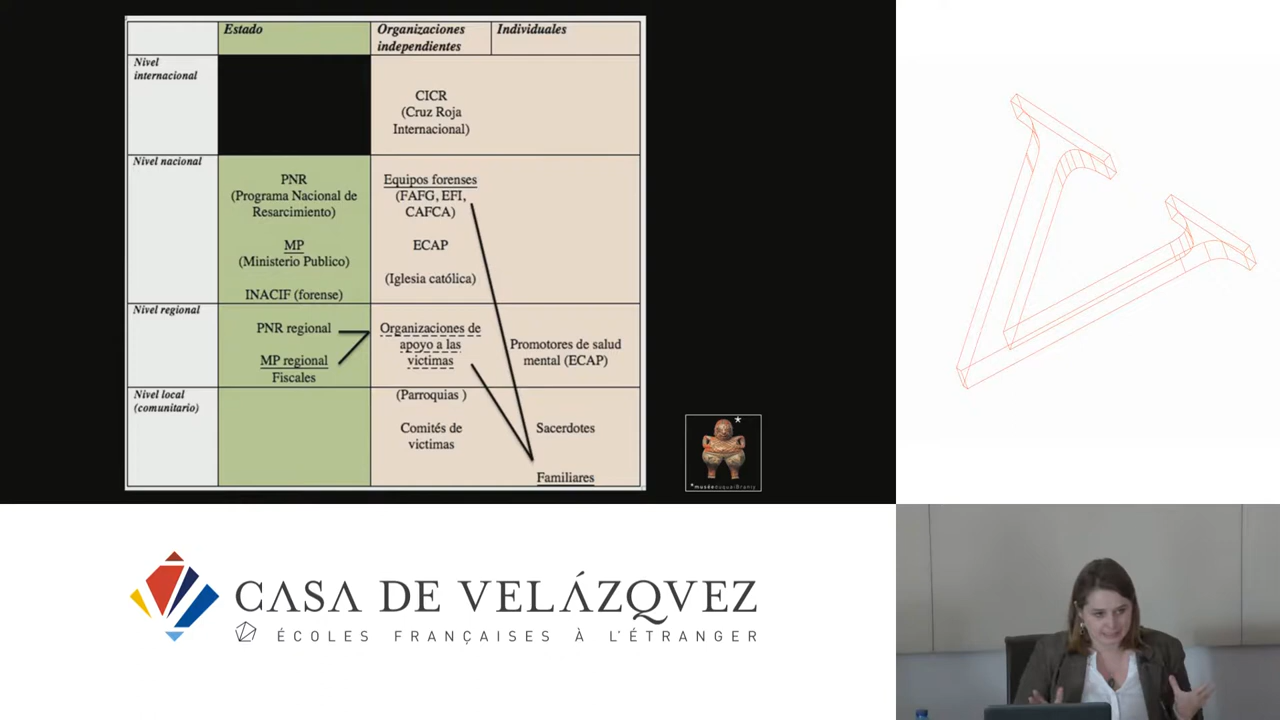 Estado
Organizaciones
independientes
Individuales
Nivel
internacional
CICR
(Cruz Roja
Internacional)
Nivel nacional
PNR
(Programa Nacional de
Resarcimiento)
MP
(Ministerio Publico)
INACIF (forense)
Equipos forenses
(FAFG, EFI,
CAFCA)
ECAP
(Iglesia católica)
Nivel regional
PNR regional
MP regional
Fiscales
Organizaciones de
apoyo a las
victimas
Promotores de salud
mental (ECAP)
Nivel local
(comunitario)
(Parroquias )
Comités de
victimas
Sacerdotes
Familiares
*
*muséeduquaiBranly
CASA DE VELÁZQVEZ
ÉCOLES FRANÇAISES À L'ÉTRANGER